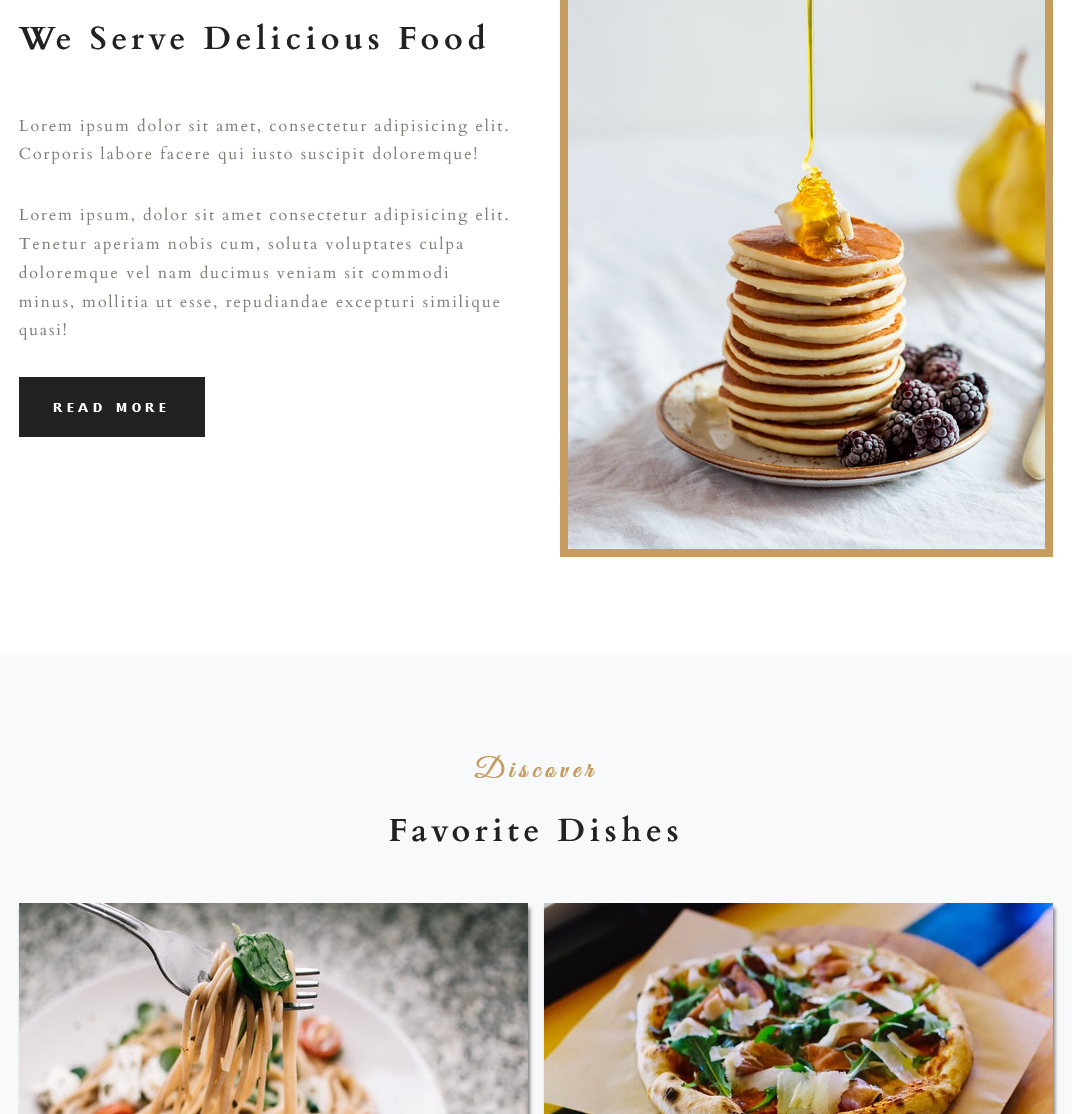 We Serve Delicious Food
Lorem ipsum dolor sit amet, consectetur adipisicing elit.
Corporis labore facere qui iusto suscipit doloremque!
Lorem ipsum, dolor sit amet consectetur adipisicing elit.
Tenetur aperiam nobis cum, soluta voluptates culpa
doloremque vel nam ducimus veniam sit commodi
minus, mollitia ut esse, repudiandae excepturi similique
quasi!
READ MORE
Discover
Favorite Dishes